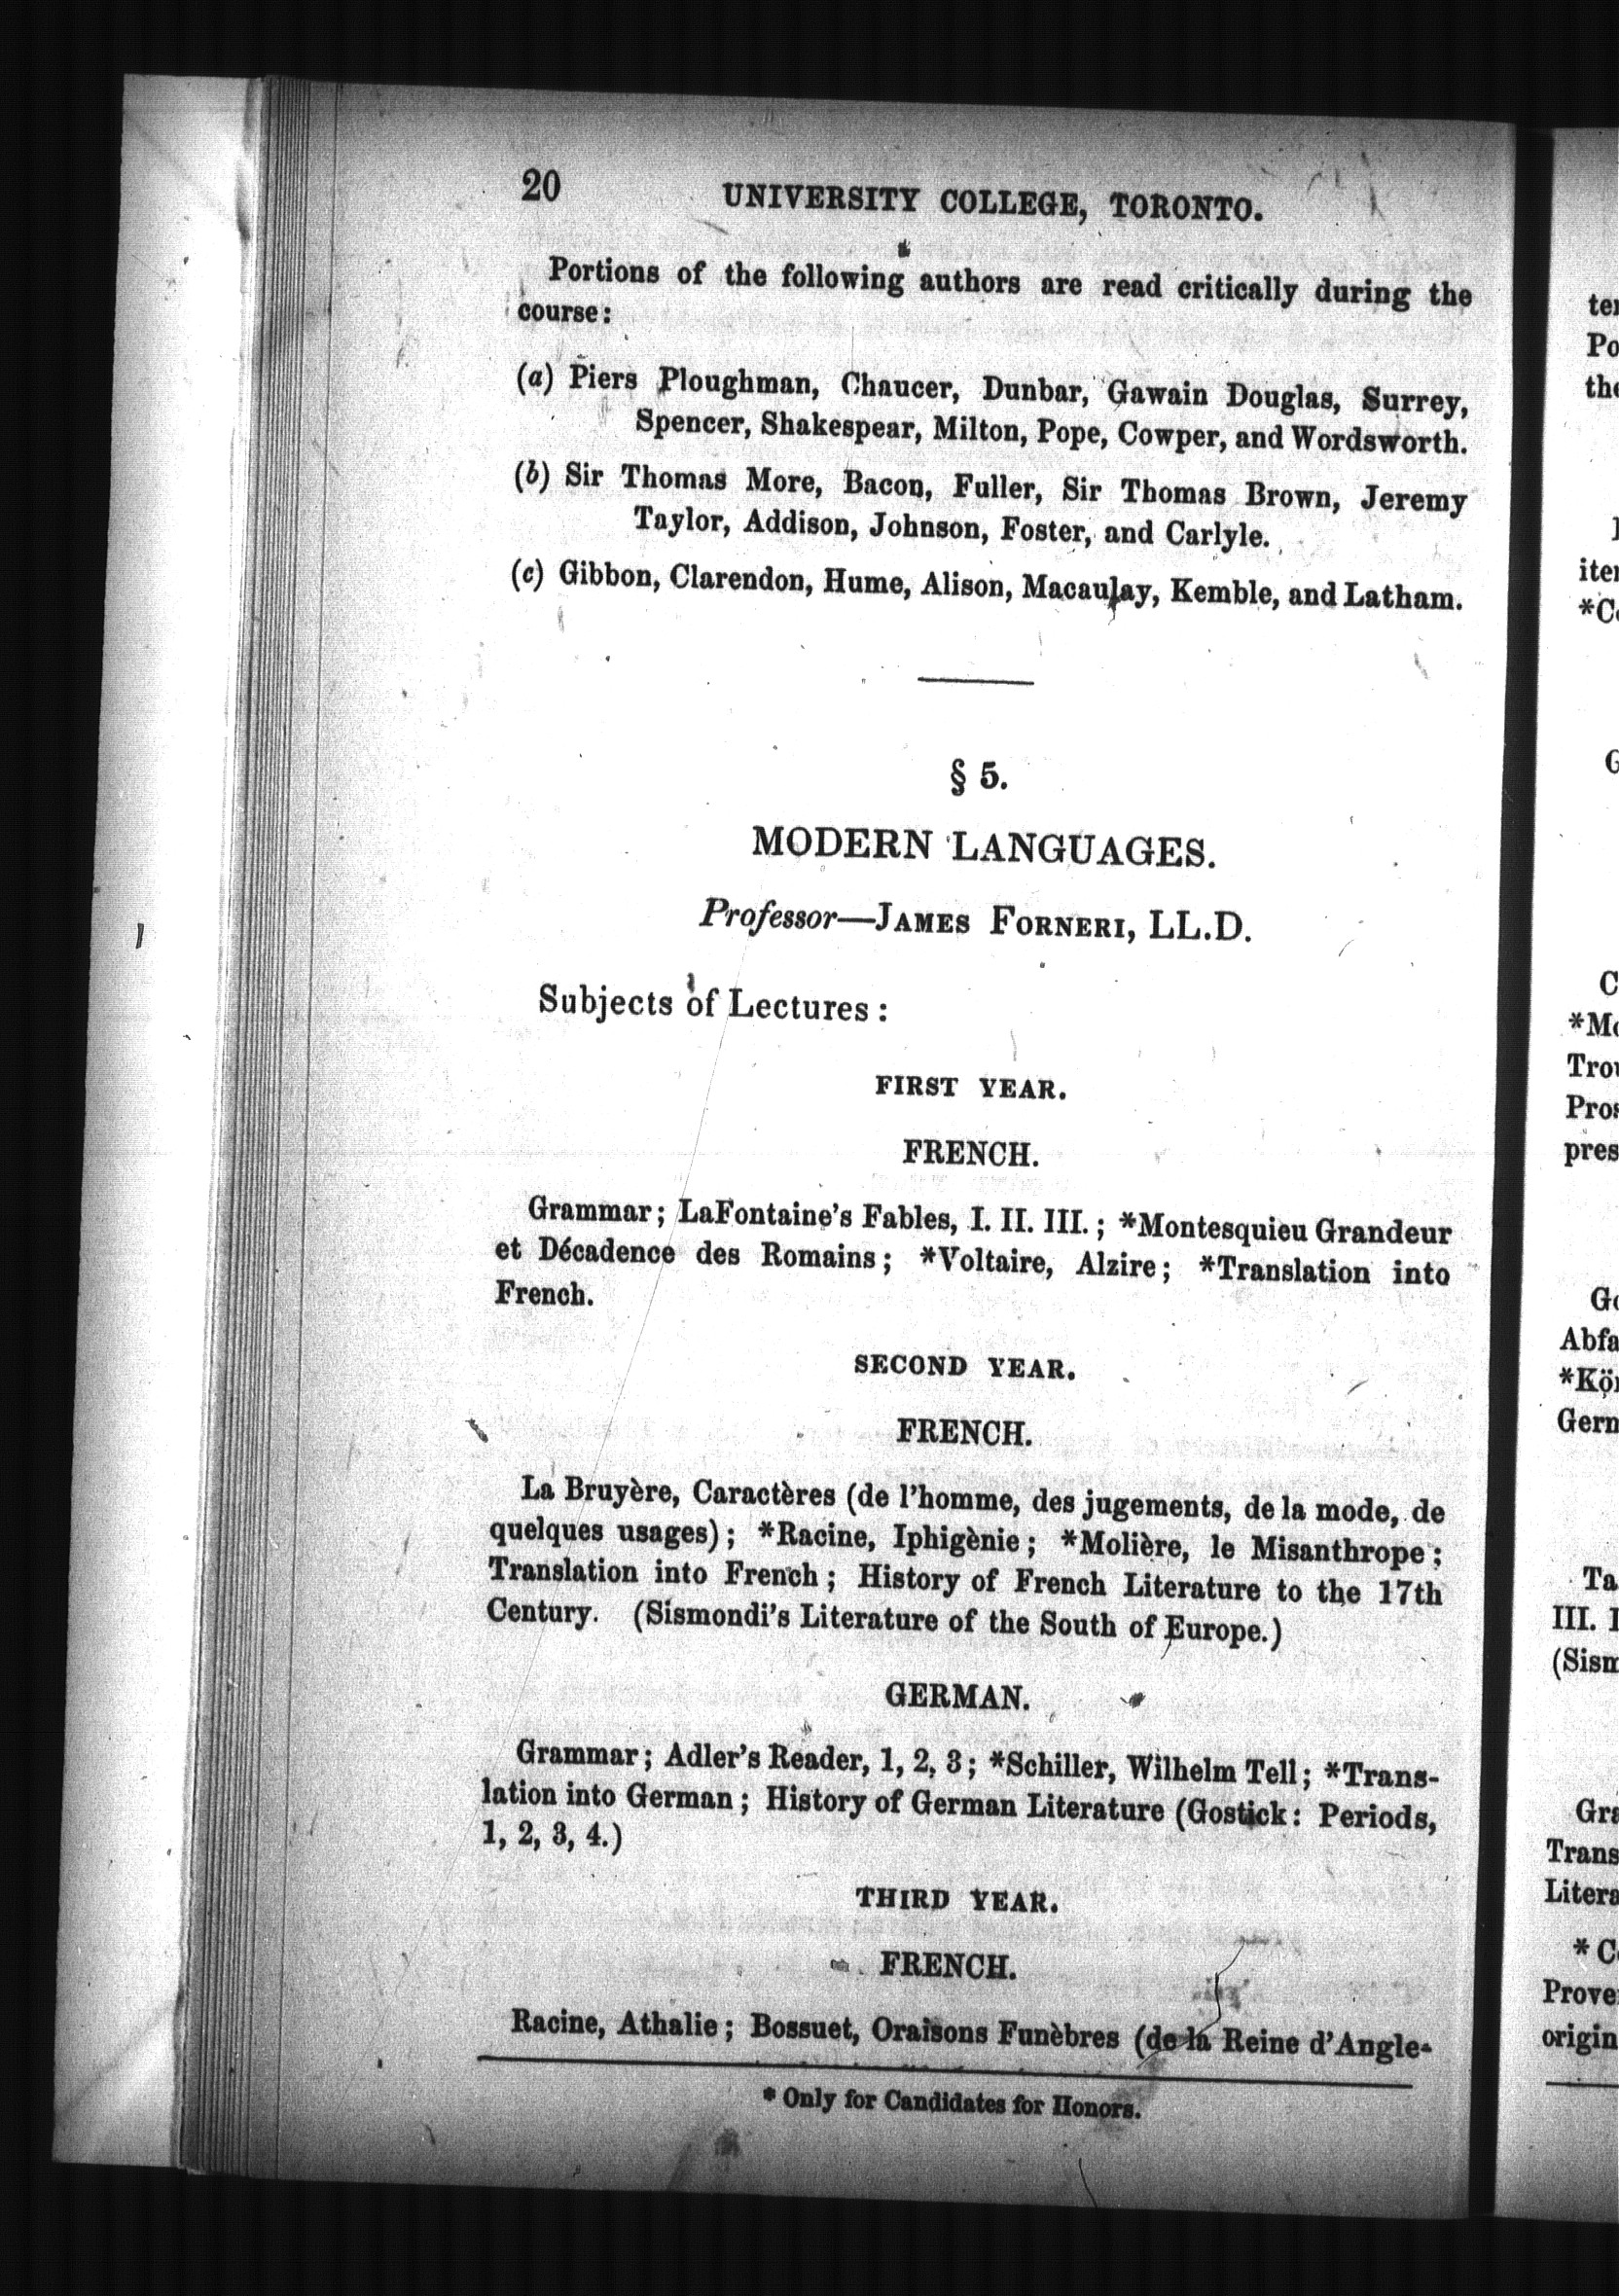 20 UNIVERSITY COLLEGE, TORONTO.
Portions of the following authors are read critically during the
course:
(a) Piers Ploughman, Chaucer, Dunbar, Gawain Douglas, Surrey,
Spencer, Shakespear, Milton, Pope, Cowper, and Wordsworth.
(b) Sir Thomas More, Bacon, Fuller, Sir Thomas Brown, Jeremy
Taylor, Addison, Johnson, Foster, and Carlyle.
(c) Gibbon, Clarendon, Hume, Alison, Macaulay, Kemble, and Latham.
§ 5.
MODERN LANGUAGES.
Professor—JAMES FORNERI, LL.D.
Subjects of Lectures:
FIRST YEAR.
FRENCH.
Grammar; LaFontaine's Fables, I. II. III.; *Montesquieu Grandeur
et Décadence des Romains; *Voltaire, Alzire; *Translation into
French.
SECOND YEAR.
FRENCH.
La Bruyère, Caractères (de l'homme, des jugements, de la mode, de
quelques usages); *Racine, Iphigènie; *Molière, le Misanthrope;
Translation into French; History of French Literature to the 17th
Century. (Sismondi's Literature of the South of Europe.)
GERMAN.
Grammar; Adler's Reader, 1, 2, 3; *Schiller, Wilhelm Tell; *Trans-
lation into German; History of German Literature (Gostick: Periods,
1, 2, 3, 4.)
THIRD YEAR.
FRENCH.
Racine, Athalie; Bossuet, Oraisons Funèbres (de la Reine d'Angle-
* Only for Candidates for Honors.